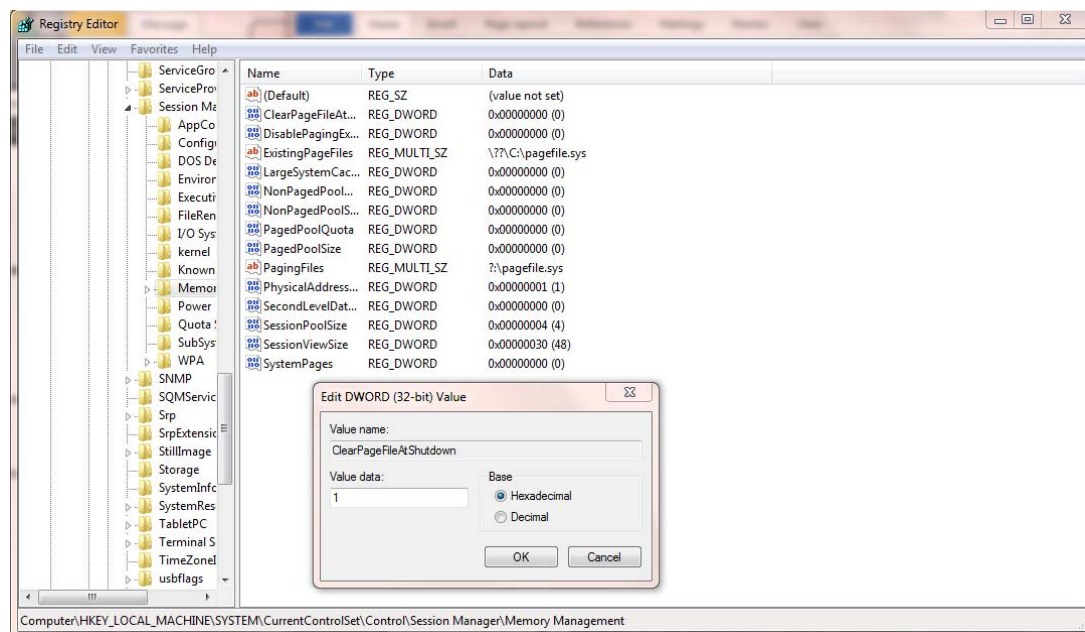 Registry Editor
File Edit View Favorites Help
ServiceGro
ServiceProv
Session Ma
AppCo
Config
DOS De
Environ
Executi
FileRen
I/O Sys
kernel
Known
Memor
Power
Quota
SubSys
WPA
SNMP
SQMServic
Srp
SrpExtensic
StillImage
Storage
SystemInfc
SystemRes
TabletPC
Terminal S
TimeZoneI
usbflags
Name Type Data
(Default) REG_SZ (value not set)
ClearPageFileAt... REG_DWORD 0x00000000 (0)
DisablePagingEx... REG_DWORD 0x00000000 (0)
ExistingPageFiles REG_MULTI_SZ \??\C:\pagefile.sys
LargeSystemCac... REG_DWORD 0x00000000 (0)
NonPagedPool... REG_DWORD 0x00000000 (0)
NonPagedPoolS... REG_DWORD 0x00000000 (0)
PagedPoolQuota REG_DWORD 0x00000000 (0)
PagedPoolSize REG_DWORD 0x00000000 (0)
PagingFiles REG_MULTI_SZ ?:\pagefile.sys
PhysicalAddress... REG_DWORD 0x00000001 (1)
SecondLevelDat... REG_DWORD 0x00000000 (0)
SessionPoolSize REG_DWORD 0x00000004 (4)
SessionViewSize REG_DWORD 0x00000030 (48)
SystemPages REG_DWORD 0x00000000 (0)
Edit DWORD (32-bit) Value
Value name:
ClearPageFileAtShutdown
Value data:
1
Base
Hexadecimal
Decimal
OK Cancel
Computer\HKEY_LOCAL_MACHINE\SYSTEM\CurrentControlSet\Control\Session Manager\Memory Management